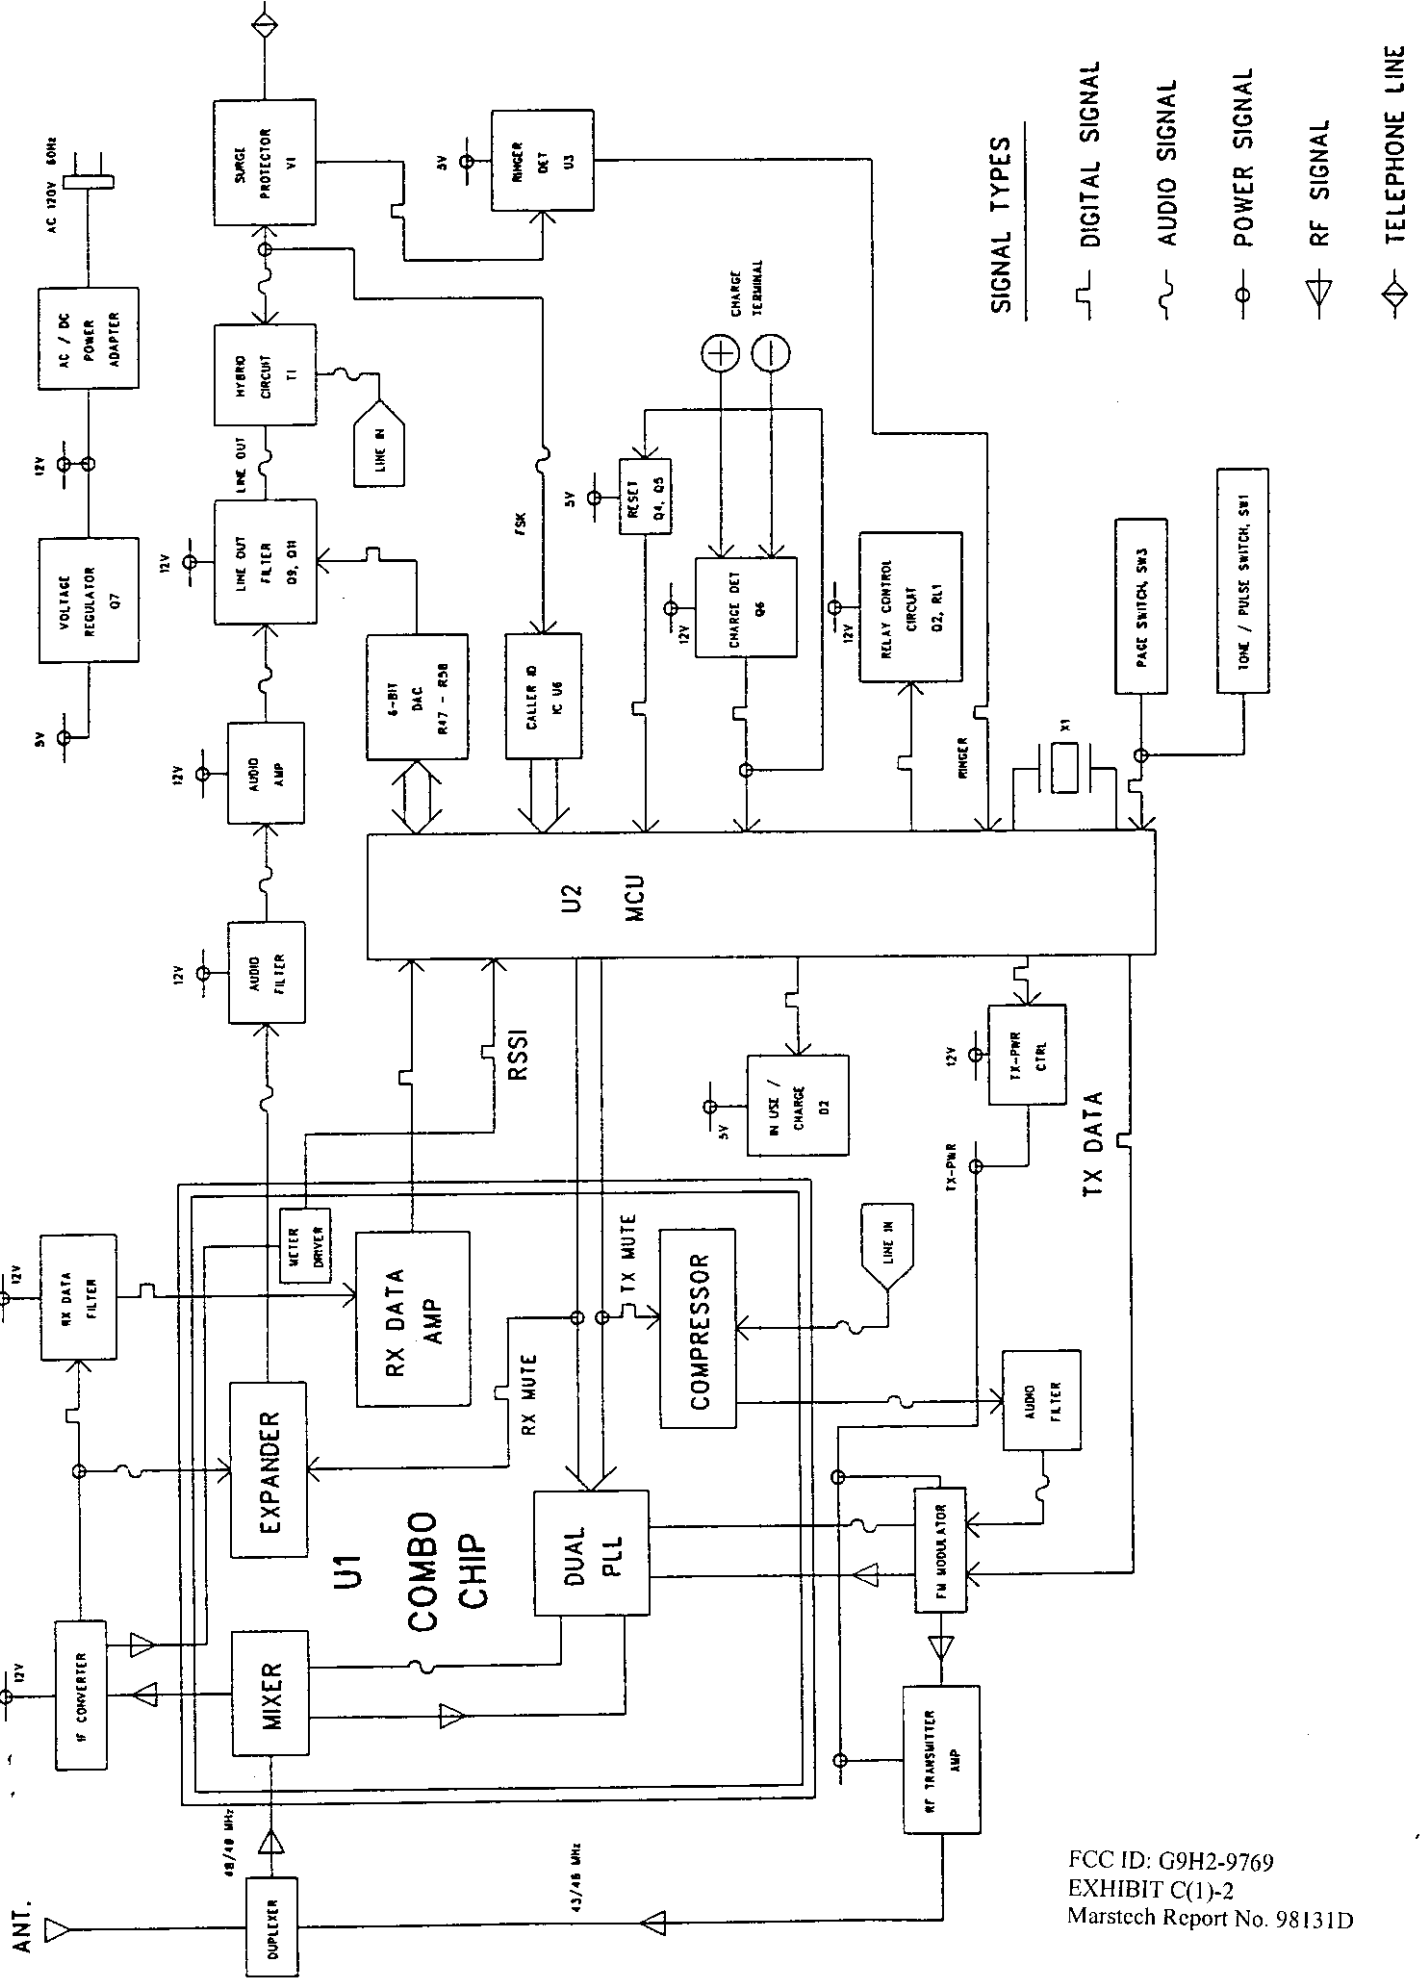 ANT.
DUPLEXER
48/49 MHz
43/46 MHz
12V
IF CONVERTER
12V
RX DATA
FILTER
MIXER
EXPANDER
METER
DRIVER
RX DATA
AMP
U1
COMBO
CHIP
DUAL
PLL
RX MUTE
TX MUTE
COMPRESSOR
LINE IN
RF TRANSMITTER
AMP
FM MODULATOR
AUDIO
FILTER
TX-PWR
12V
TX-PWR
CTRL
TX DATA
5V
IN USE /
CHARGE
D2
RSSI
U2
MCU
12V
AUDIO
FILTER
12V
AUDIO
AMP
12V
LINE OUT
FILTER
Q9, Q11
LINE OUT
HYBRID
CIRCUIT
T1
LINE IN
SURGE
PROTECTOR
V1
5V
VOLTAGE
REGULATOR
Q7
12V
AC / DC
POWER
ADAPTER
AC 120V 60Hz
6-BIT
DAC
R47 - R58
CALLER ID
IC U6
FSK
5V
RINGER
DET
U3
5V
RESET
Q4, Q5
12V
CHARGE DET
Q6
CHARGE
TERMINAL
12V
RELAY CONTROL
CIRCUIT
Q2, RL1
RINGER
X1
PAGE SWITCH, SW3
TONE / PULSE SWITCH, SW1
SIGNAL TYPES
DIGITAL SIGNAL
AUDIO SIGNAL
POWER SIGNAL
RF SIGNAL
TELEPHONE LINE
FCC ID: G9H2-9769
EXHIBIT C(1)-2
Marstech Report No. 98131D